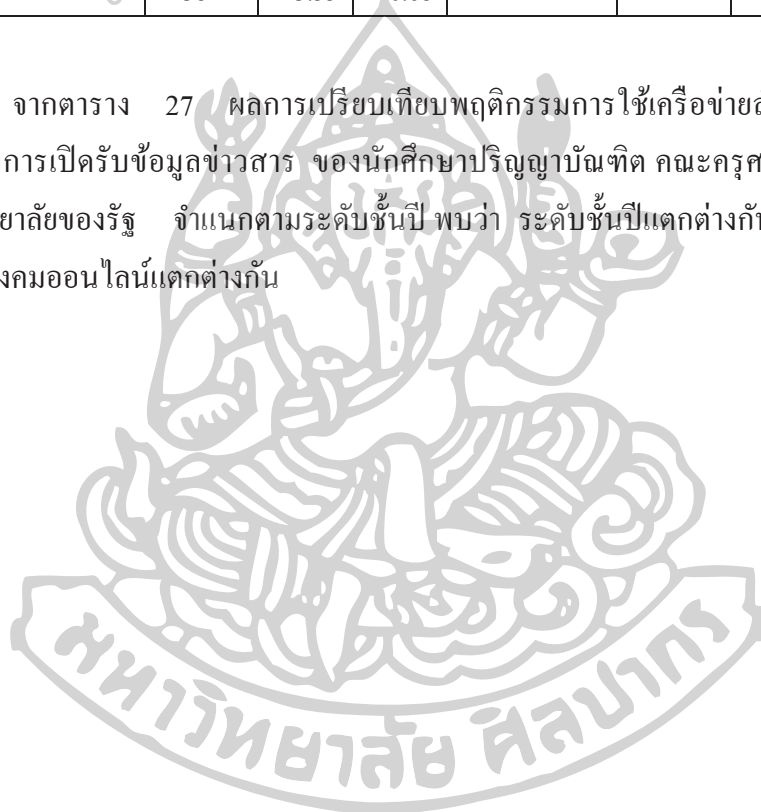 จากตาราง 27 ผลการเปรียบเทียบพฤติกรรมการใช้เครือข่าย
การเปิดรับข้อมูลข่าวสาร ของนักศึกษาปริญญาบัณฑิต คณะครุศ
ยาลัยของรัฐ จำแนกตามระดับชั้นปี พบว่า ระดับชั้นปีแตกต่างกัน
งคมออนไลน์แตกต่างกัน
มหาวิทยาลัย ศิลปากร